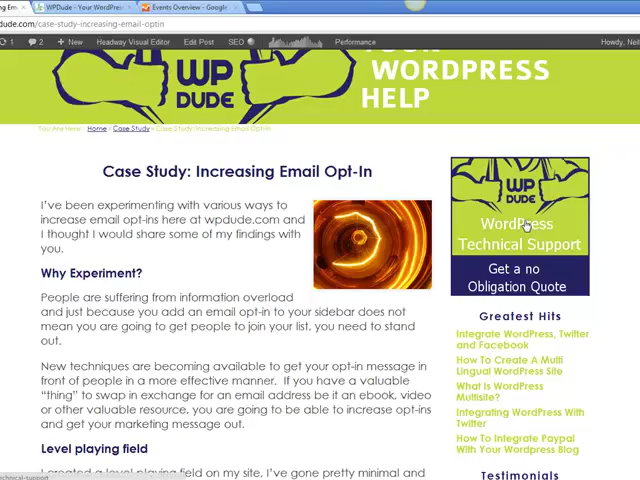 WPDude - Your WordPress
Events Overview - Google
dude.com/case-study-increasing-email-optin
1
2
New
Headway Visual Editor
Edit Post
SEO
Performance
Howdy, Neil
WP
DUDE
YOUR
WORDPRESS
HELP
You Are Here: Home > Case Study > Case Study: Increasing Email Opt-In
Case Study: Increasing Email Opt-In
I've been experimenting with various ways to
increase email opt-ins here at wpdude.com and
I thought I would share some of my findings with
you.
Why Experiment?
People are suffering from information overload
and just because you add an email opt-in to your sidebar does not
mean you are going to get people to join your list, you need to stand
out.
New techniques are becoming available to get your opt-in message in
front of people in a more effective manner. If you have a valuable
"thing" to swap in exchange for an email address be it an ebook, video
or other valuable resource, you are going to be able to increase opt-ins
and get your marketing message out.
Level playing field
I created a level playing field on my site, I've gone pretty minimal and
WP
DUDE
WordPress
Technical Support
Get a no
Obligation Quote
Greatest Hits
Integrate WordPress, Twitter
and Facebook
How To Create A Multi
Lingual WordPress Site
What Is WordPress
Multisite?
Integrating WordPress With
Twitter
How To Integrate Paypal
With Your Wordpress Blog
Testimonials
technical-support